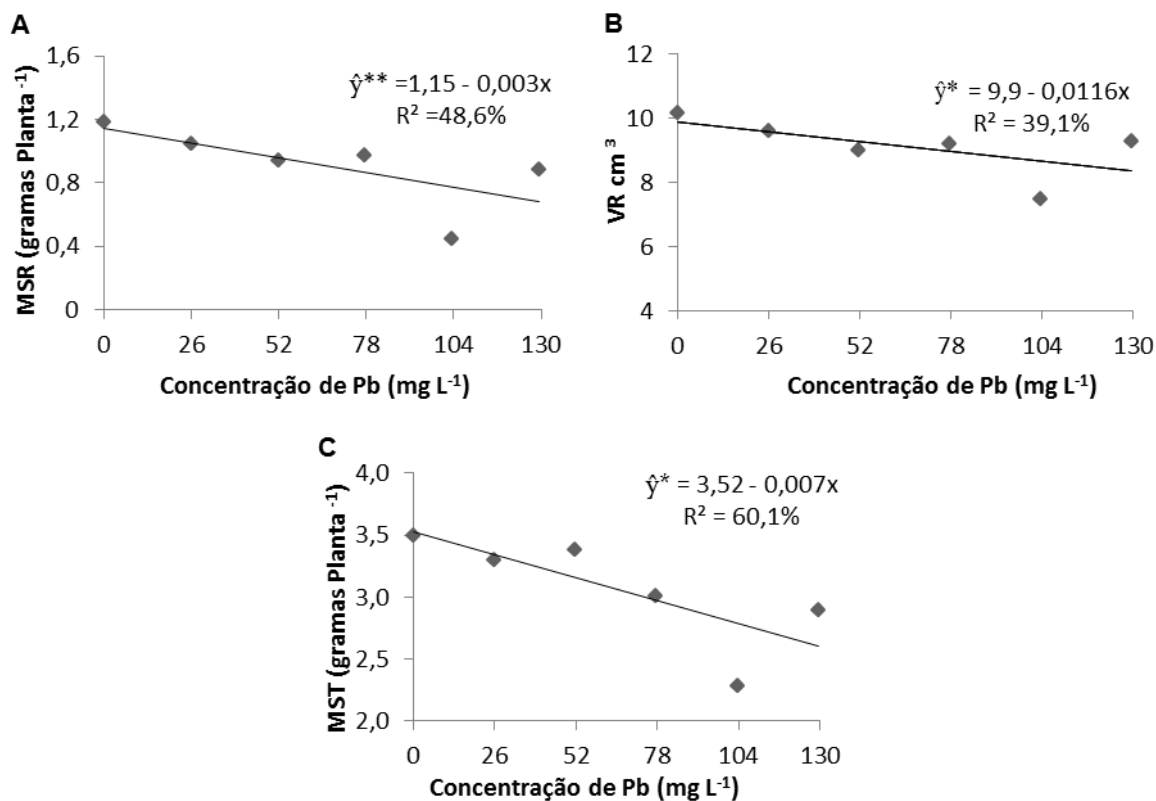 A
MSR (gramas Planta ⁻¹)
1,6
1,2
0,8
0,4
0
ŷ** =1,15 - 0,003x
R² =48,6%
0 26 52 78 104 130
Concentração de Pb (mg L⁻¹)
B
VR cm³
12
10
8
6
4
ŷ* = 9,9 - 0,0116x
R² = 39,1%
0 26 52 78 104 130
Concentração de Pb (mg L⁻¹)
C
MST (gramas Planta ⁻¹)
4,0
3,5
3,0
2,5
2,0
ŷ* = 3,52 - 0,007x
R² = 60,1%
0 26 52 78 104 130
Concentração de Pb (mg L⁻¹)